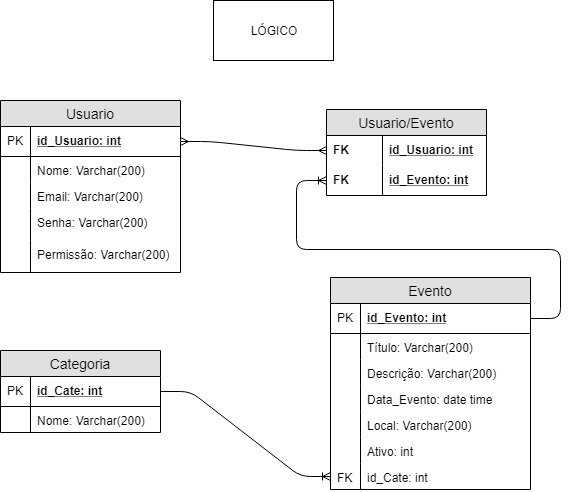 LÓGICO
Usuario
PK id_Usuario: int
Nome: Varchar(200)
Email: Varchar(200)
Senha: Varchar(200)
Permissão: Varchar(200)
Usuario/Evento
FK id_Usuario: int
FK id_Evento: int
Evento
PK id_Evento: int
Título: Varchar(200)
Descrição: Varchar(200)
Data_Evento: date time
Local: Varchar(200)
Ativo: int
FK id_Cate: int
Categoria
PK id_Cate: int
Nome: Varchar(200)